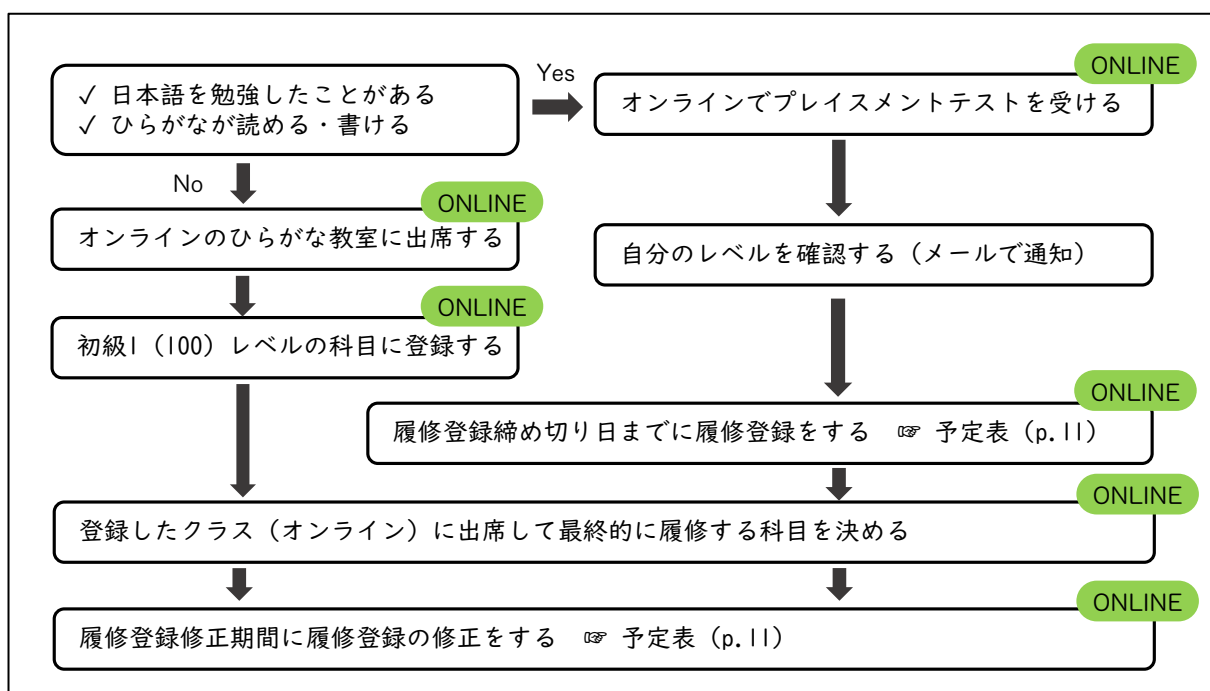 ✓ 日本語を勉強したことがある
✓ ひらがなが読める・書ける
Yes
ONLINE
オンラインでプレイスメントテストを受ける
No
ONLINE
オンラインのひらがな教室に出席する
自分のレベルを確認する（メールで通知）
ONLINE
初級1（100）レベルの科目に登録する
ONLINE
履修登録締め切り日までに履修登録をする ☞ 予定表（p.11）
ONLINE
登録したクラス（オンライン）に出席して最終的に履修する科目を決める
ONLINE
履修登録修正期間に履修登録の修正をする ☞ 予定表（p.11）